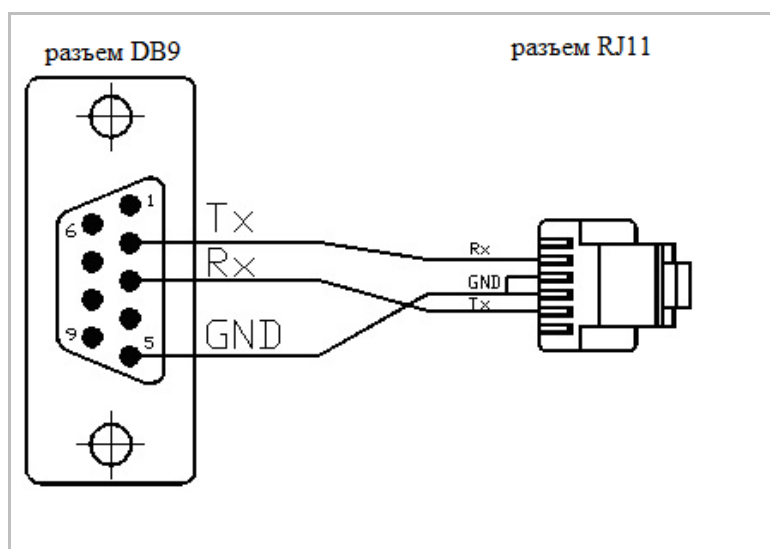 разъем DB9
разъем RJ11
1
6
Tx
Rx
Rx
GND
Tx
9
5
GND